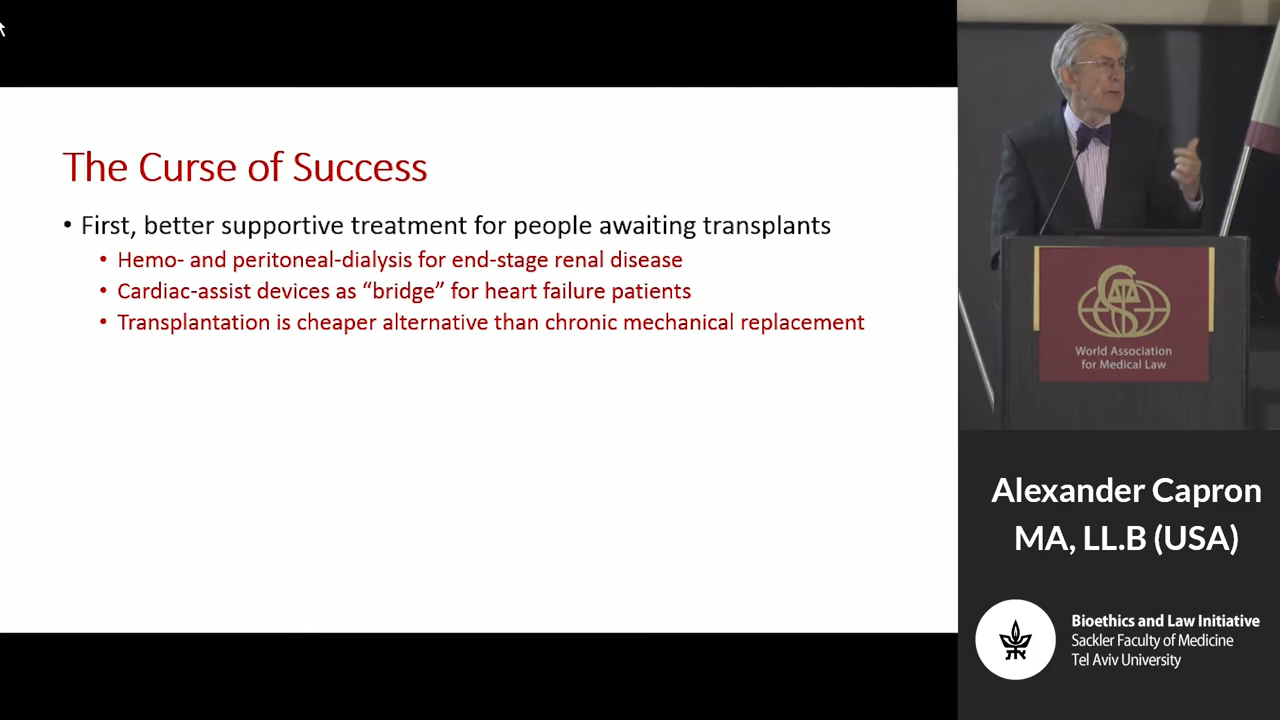 The Curse of Success
• First, better supportive treatment for people awaiting transplants
• Hemo- and peritoneal-dialysis for end-stage renal disease
• Cardiac-assist devices as “bridge” for heart failure patients
• Transplantation is cheaper alternative than chronic mechanical replacement
World Association
for Medical Law
Alexander Capron
MA, LL.B (USA)
Bioethics and Law Initiative
Sackler Faculty of Medicine
Tel Aviv University